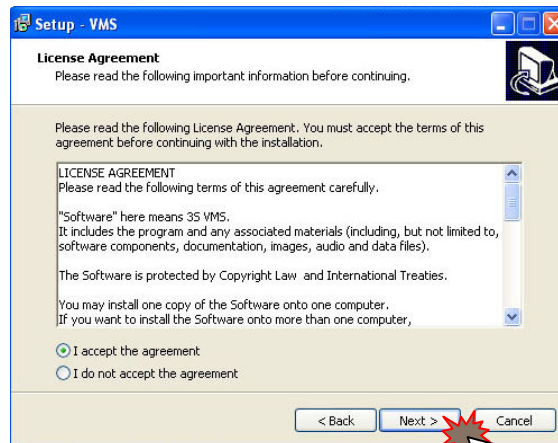 Setup - VMS
License Agreement
Please read the following important information before continuing.
Please read the following License Agreement. You must accept the terms of this
agreement before continuing with the installation.
LICENSE AGREEMENT
Please read the following terms of this agreement carefully.
"Software" here means 3S VMS.
It includes the program and any associated materials (including, but not limited to,
software components, documentation, images, audio and data files).
The Software is protected by Copyright Law and International Treaties.
You may install one copy of the Software onto one computer.
If you want to install the Software onto more than one computer,
I accept the agreement
I do not accept the agreement
< Back Next > Cancel